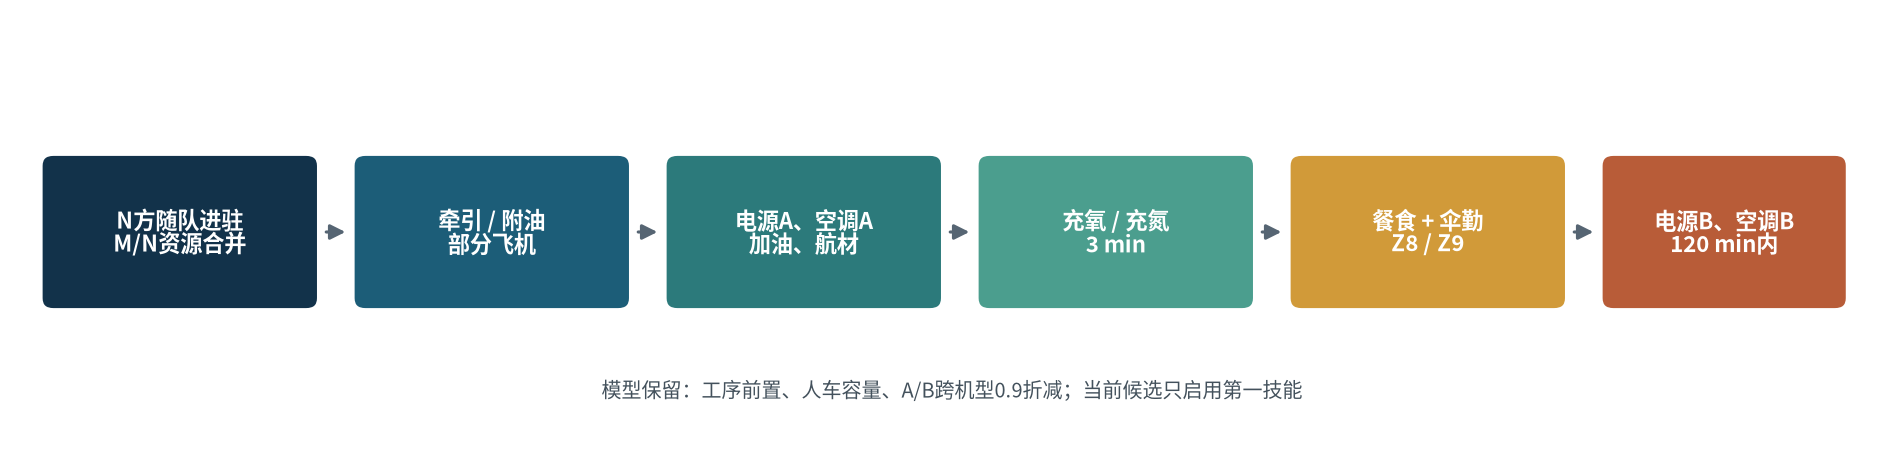 N方随队进驻
M/N资源合并
牵引 / 附油
部分飞机
电源A、空调A
加油、航材
充氧 / 充氮
3 min
餐食 + 伞勤
Z8 / Z9
电源B、空调B
120 min内
模型保留：工序前置、人车容量、A/B跨机型0.9折减；当前候选只启用第一技能